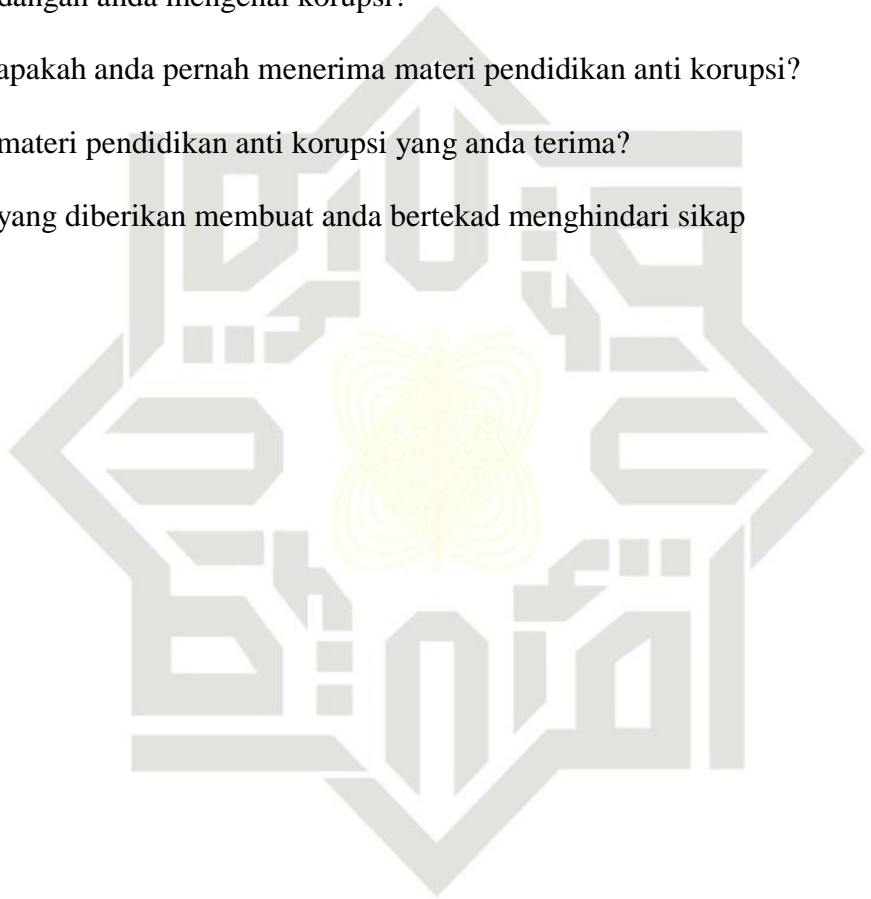 dangan anda mengenai korupsi?
apakah anda pernah menerima materi pendidikan anti korupsi?
materi pendidikan anti korupsi yang anda terima?
yang diberikan membuat anda bertekad menghindari sikap